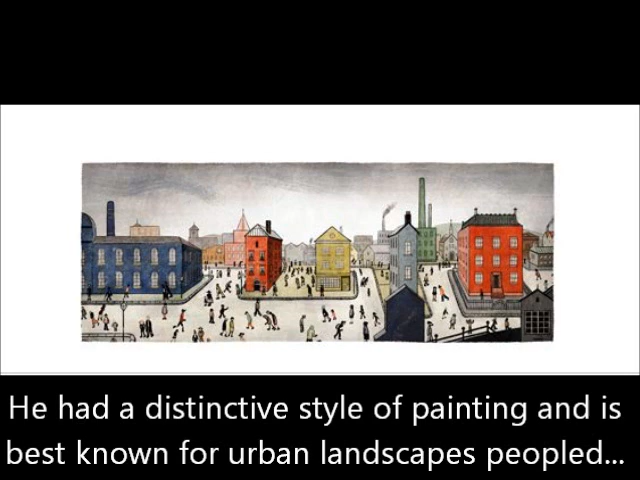 He had a distinctive style of painting and is
best known for urban landscapes peopled...